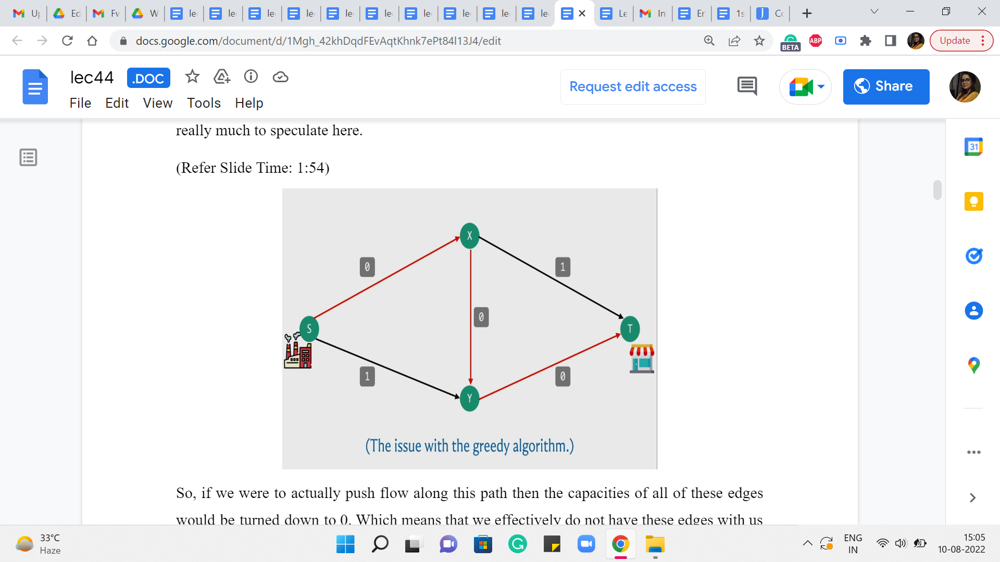 Up
Ed
Fw
W
le
le
le
le
le
le
le
le
le
le
Le
In
Er
1s
Co
docs.google.com/document/d/1Mgh_42khDqdFEvAqtKhnk7ePt84l13J4/edit
BETA
ABP
Update
lec44
.DOC
Request edit access
Share
File Edit View Tools Help
31
really much to speculate here.
(Refer Slide Time: 1:54)
X
0
1
0
S
T
1
0
Y
(The issue with the greedy algorithm.)
So, if we were to actually push flow along this path then the capacities of all of these edges
would be turned down to 0. Which means that we effectively do not have these edges with us
33°C
Haze
ENG
IN
15:05
10-08-2022